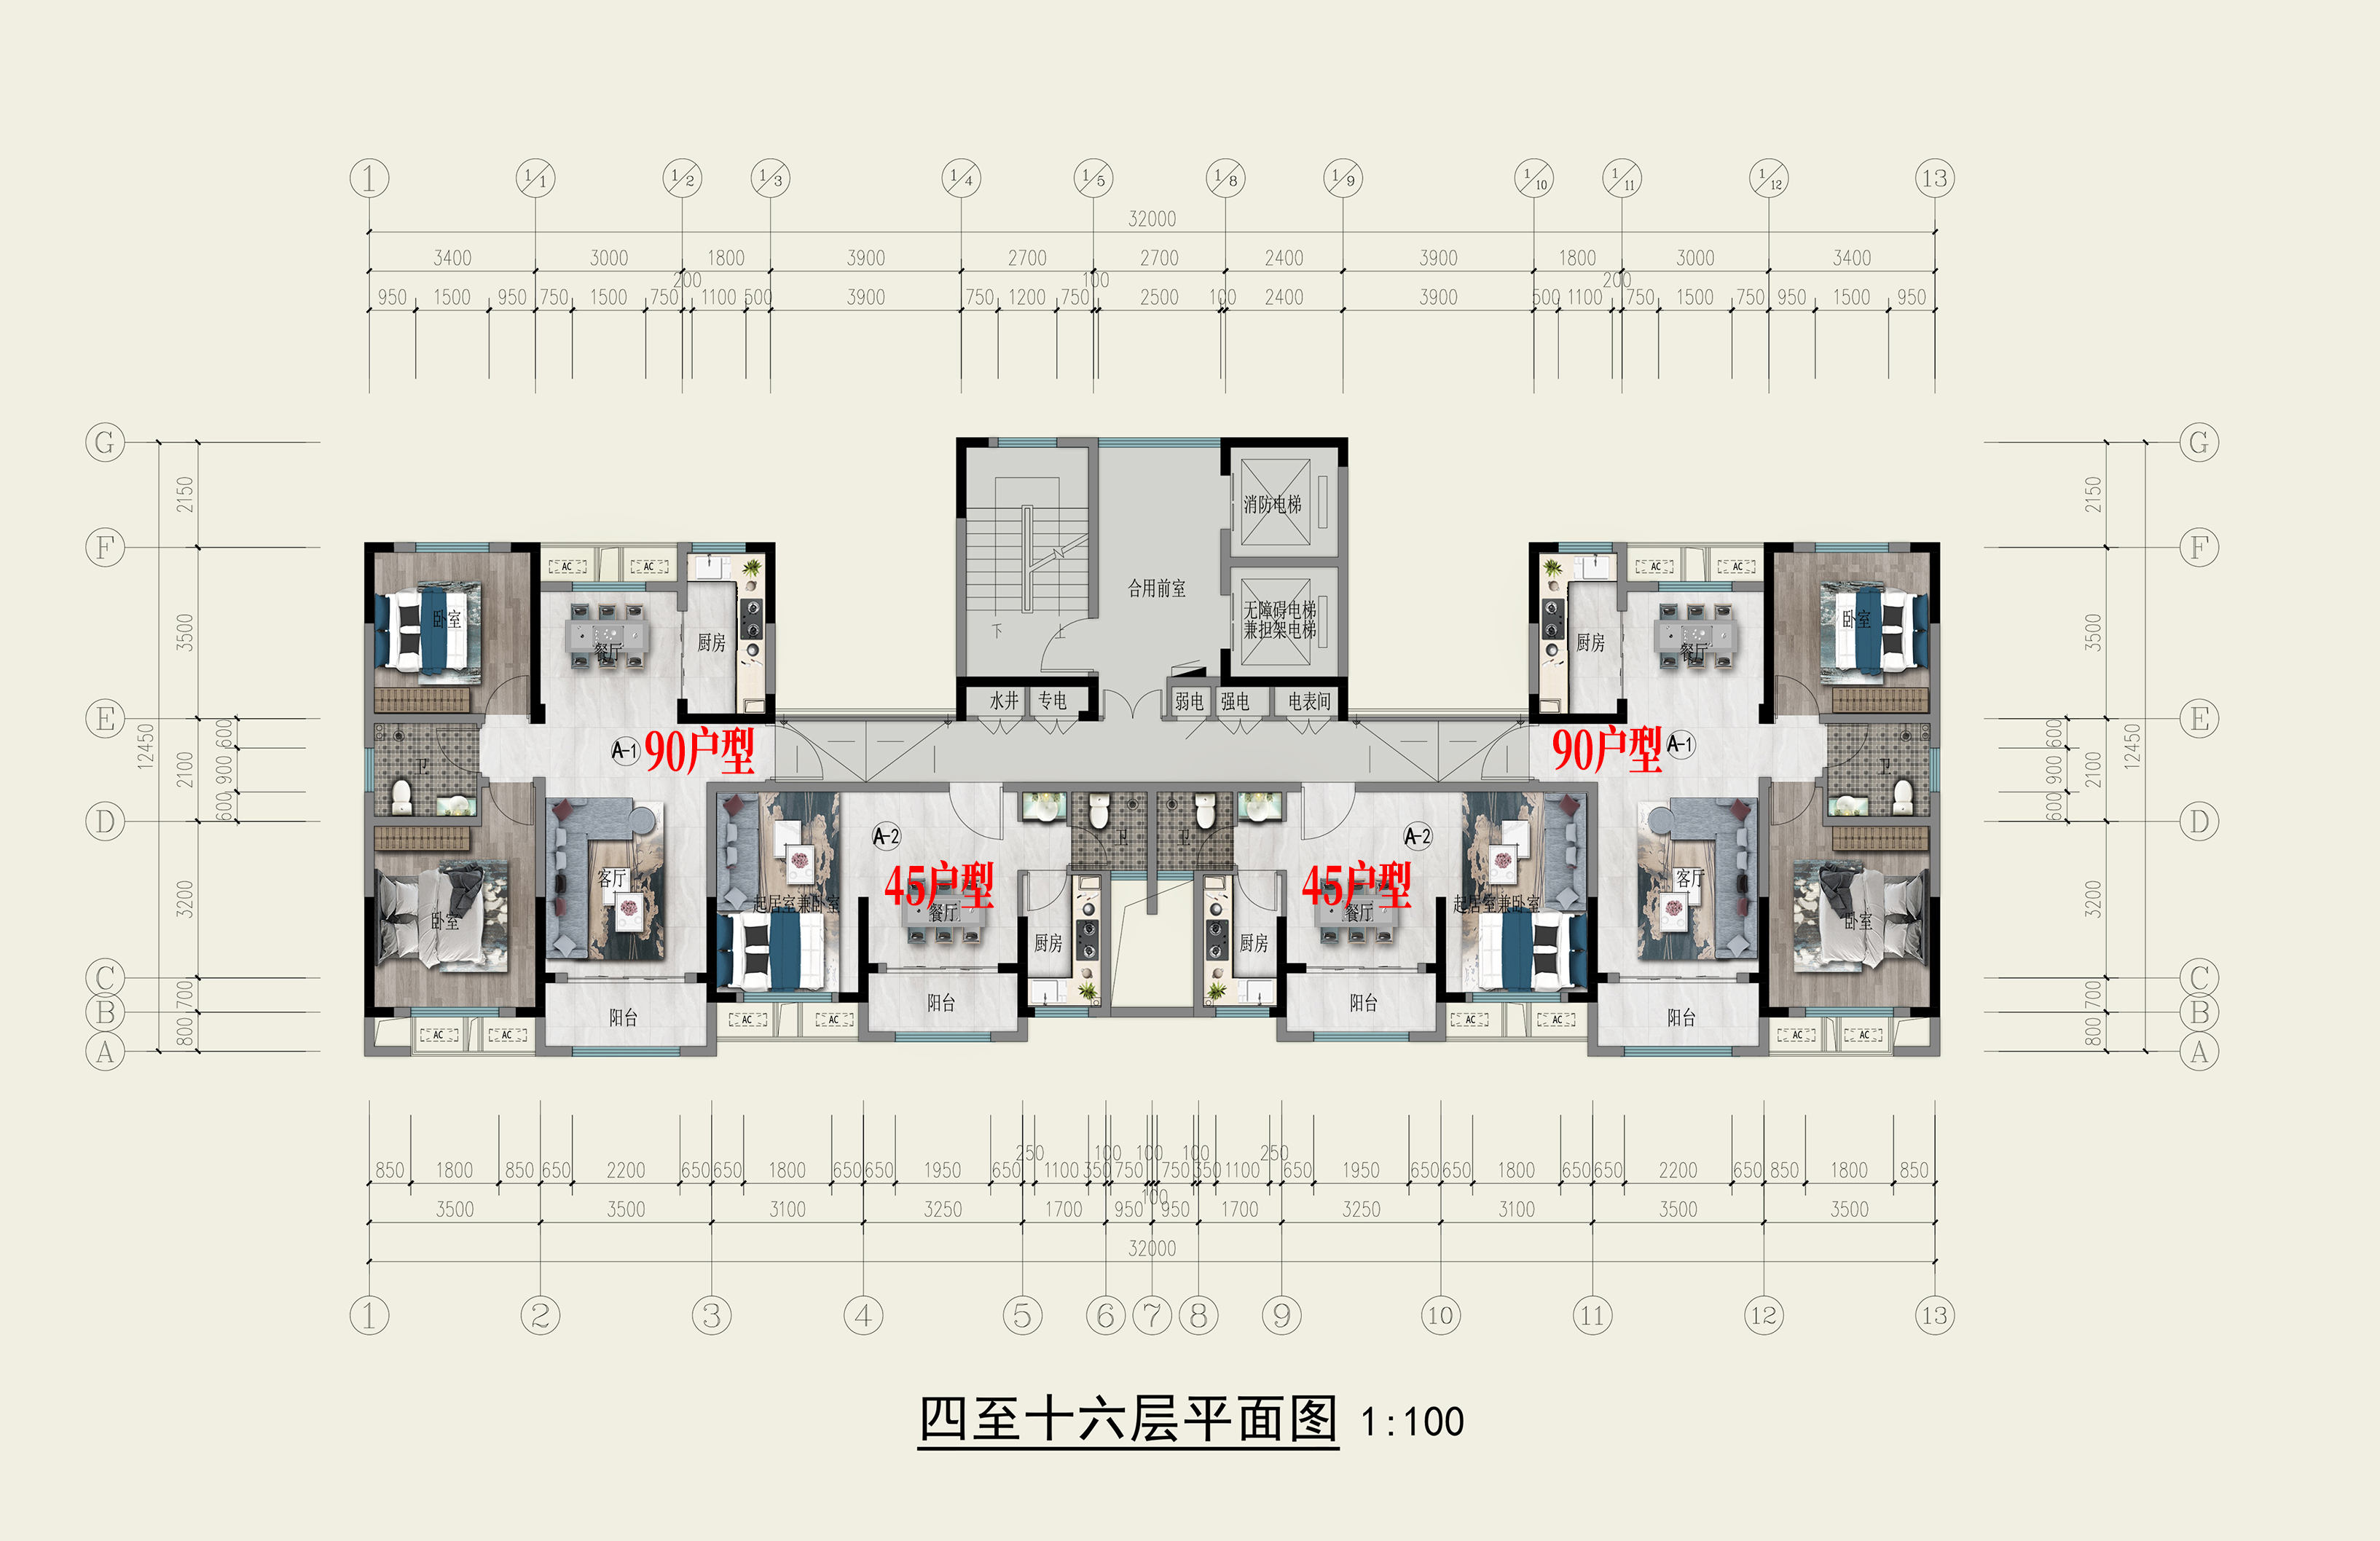 1 1/1 1/2 1/3 1/4 1/5 1/8 1/9 1/10 1/11 1/12 13
32000
3400 3000 1800 3900 2700 2700 2400 3900 1800 3000 3400
200 100 200
950 1500 950 750 1500 750 1100 500 3900 750 1200 750 2500 100 2400 3900 500 1100 750 1500 750 950 1500 950
G G
2150 2150
消防电梯
F F
AC AC AC AC
合用前室
无障碍电梯
兼担架电梯
卧室 餐厅 厨房 下 上 厨房 餐厅 卧室
3500 3500
水井 专电 弱电 强电 电表间
E E
12450 2100 600 900 600 600 900 600 2100 12450
A-1 90户型 90户型 A-1
卫 卫
D D
A-2 卫 卫 A-2
45户型 45户型
3200 3200
卧室 客厅 起居室兼卧室 餐厅 厨房 厨房 餐厅 起居室兼卧室 客厅 卧室
C C
700 700
B B
阳台 阳台 阳台 阳台
AC AC AC AC AC AC AC AC
800 800
A A
250 100 100 100 250
850 1800 850 650 2200 650 650 1800 650 650 1950 650 1100 350 750 750 350 1100 650 1950 650 650 1800 650 650 2200 650 850 1800 850
100
3500 3500 3100 3250 1700 950 950 1700 3250 3100 3500 3500
32000
1 2 3 4 5 6 7 8 9 10 11 12 13
四至十六层平面图 1:100